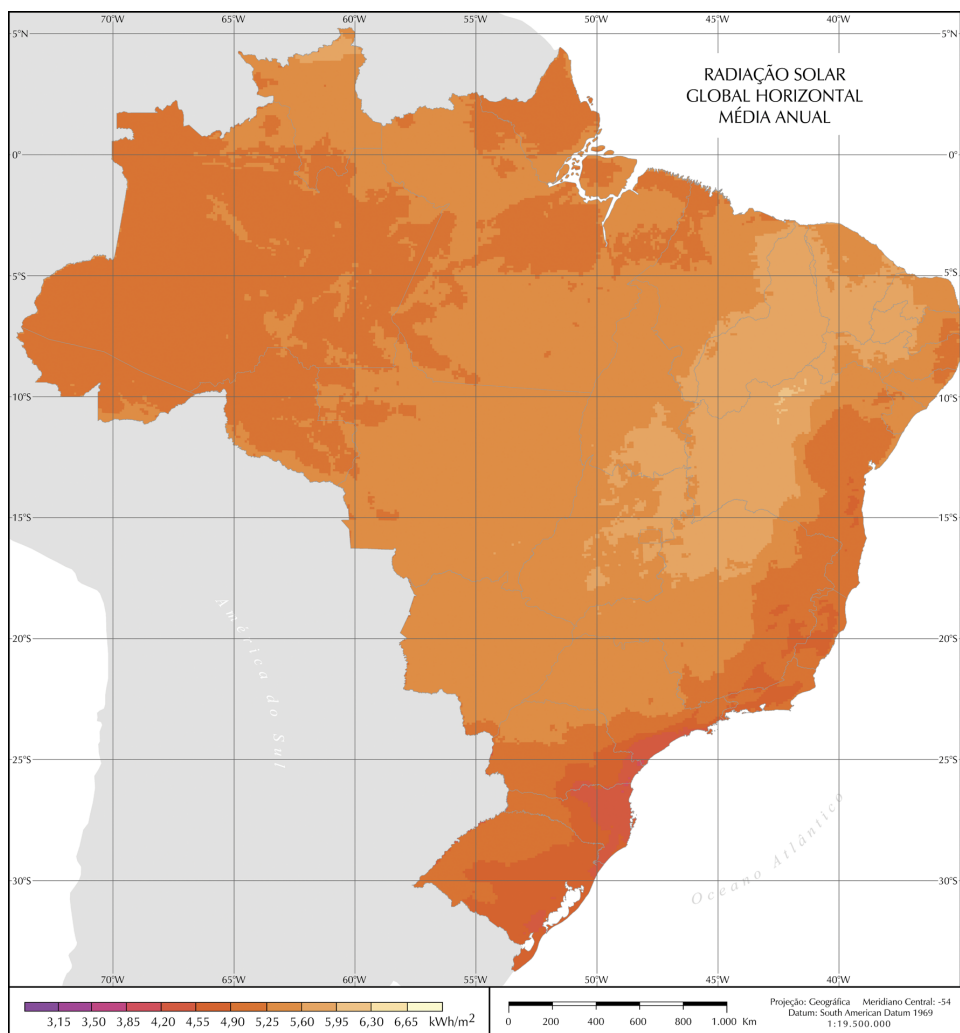 70°W 65°W 60°W 55°W 50°W 45°W 40°W
5°N 5°N
RADIAÇÃO SOLAR
GLOBAL HORIZONTAL
MÉDIA ANUAL
0° 0°
5°S 5°S
10°S 10°S
15°S 15°S
América do Sul
20°S 20°S
25°S 25°S
Oceano Atlântico
30°S 30°S
70°W 65°W 60°W 55°W 50°W 45°W 40°W
3,15 3,50 3,85 4,20 4,55 4,90 5,25 5,60 5,95 6,30 6,65 kWh/m²
0 200 400 600 800 1.000 Km
Projeção: Geográfica Meridiano Central: -54
Datum: South American Datum 1969
1:19.500.000